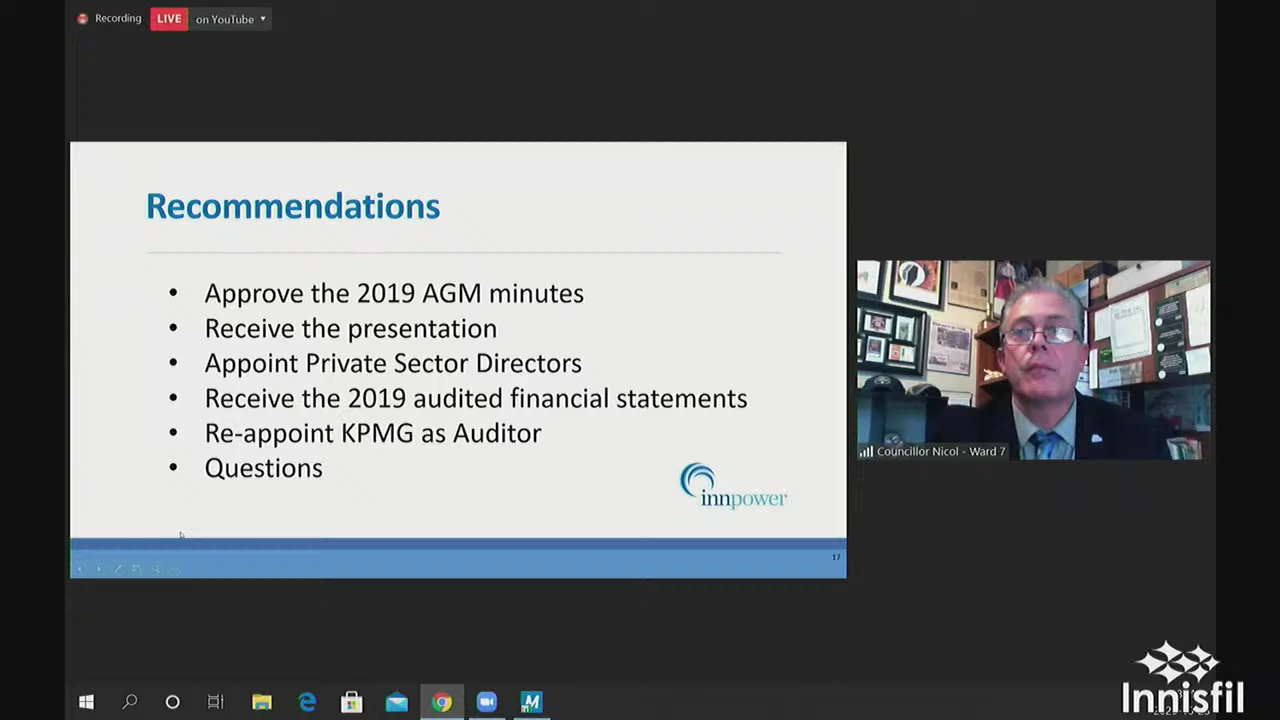 Recording
LIVE
on YouTube
Recommendations
• Approve the 2019 AGM minutes
• Receive the presentation
• Appoint Private Sector Directors
• Receive the 2019 audited financial statements
• Re-appoint KPMG as Auditor
• Questions
innpower
17
Councillor Nicol - Ward 7
Innisfil